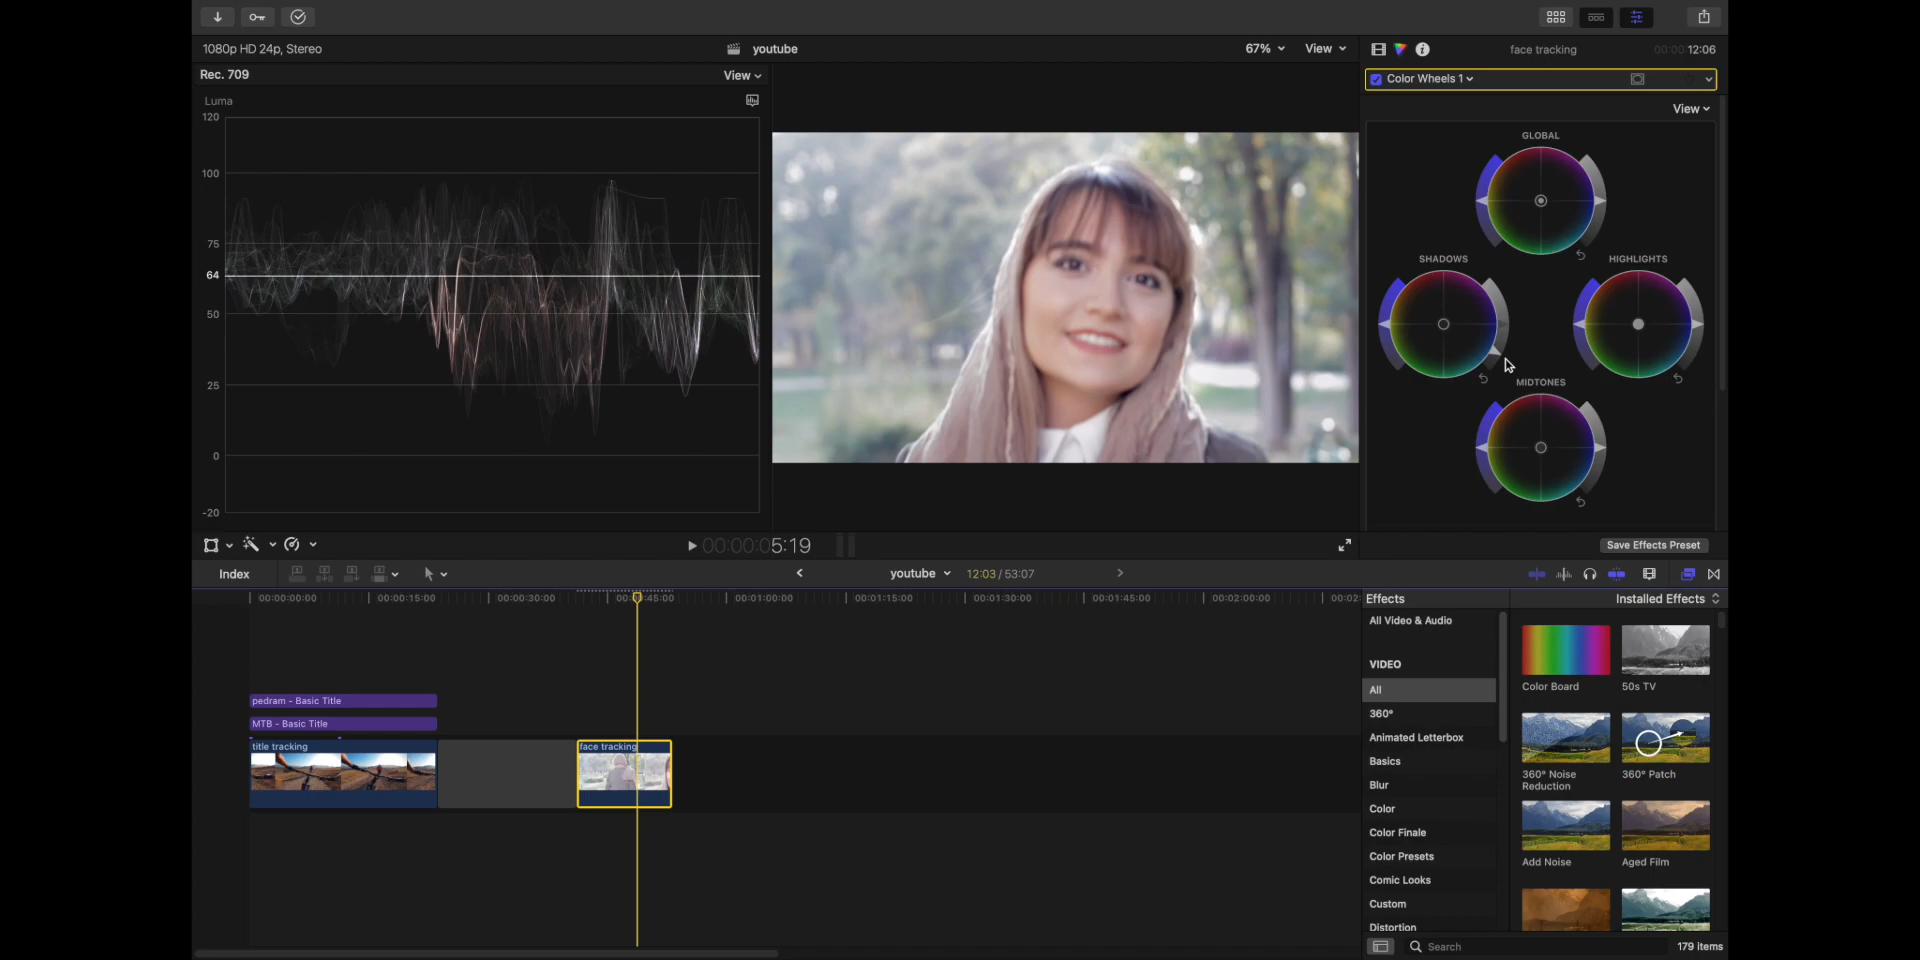 1080p HD 24p, Stereo
youtube
67%
View
face tracking
00:00:12:06
Rec. 709
View
Color Wheels 1
Luma
View
120
100
75
64
50
25
0
-20
GLOBAL
SHADOWS
HIGHLIGHTS
MIDTONES
00:00:05:19
Save Effects Preset
Index
youtube
12:03 / 53:07
00:00:00:00
00:00:15:00
00:00:30:00
00:00:45:00
00:01:00:00
00:01:15:00
00:01:30:00
00:01:45:00
00:02:00:00
Effects
Installed Effects
All Video & Audio
VIDEO
All
360°
Animated Letterbox
Basics
Blur
Color
Color Finale
Color Presets
Comic Looks
Custom
Distortion
Color Board
50s TV
360° Noise
Reduction
360° Patch
Add Noise
Aged Film
pedram - Basic Title
MTB - Basic Title
title tracking
face tracking
Search
179 items